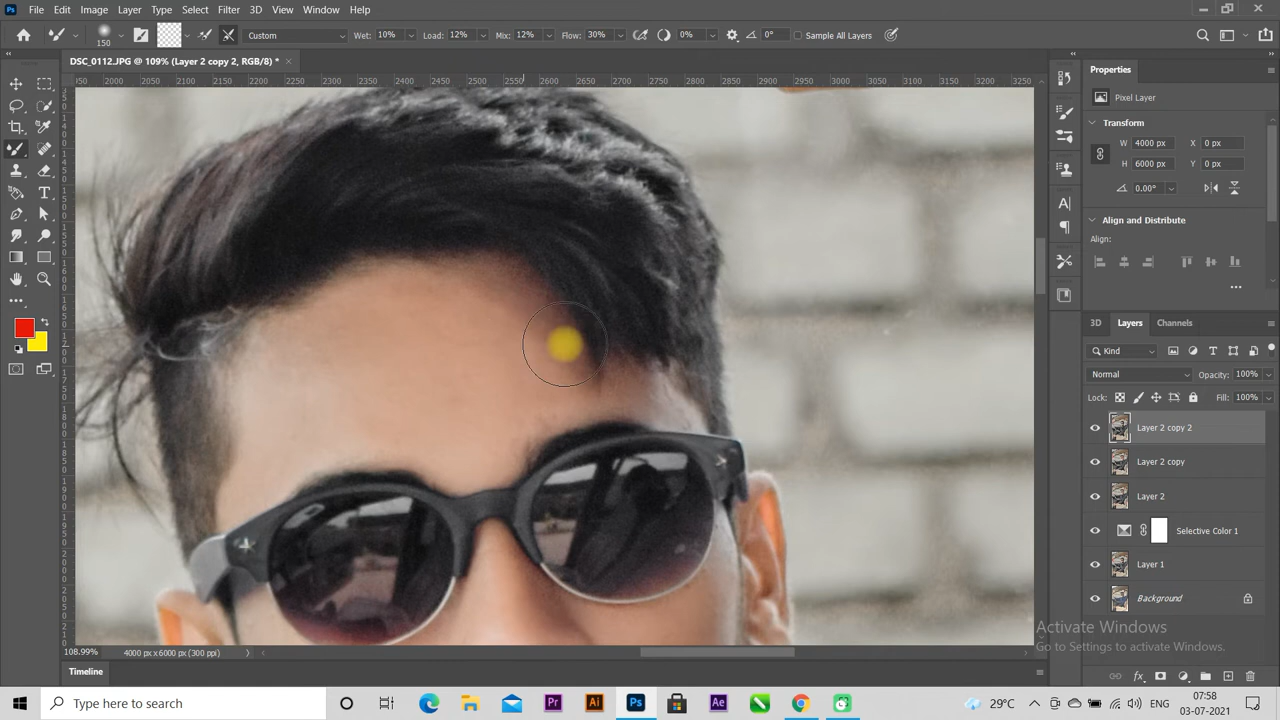 File Edit Image Layer Type Select Filter 3D View Window Help
150 Custom Wet: 10% Load: 12% Mix: 12% Flow: 30% 0% 0° Sample All Layers
DSC_0112.JPG @ 109% (Layer 2 copy 2, RGB/8) *
2050 2100 2150 2200 2250 2300 2350 2400 2450 2500 2550 2600 2650 2700 2750 2800 2850 2900 2950 3000 3050 3100 3150 3200 3250
Properties
Pixel Layer
Transform
W 4000 px X 0 px
H 6000 px Y 0 px
0.00°
Align and Distribute
Align:
3D Layers Channels
Kind
Normal Opacity: 100%
Lock: Fill: 100%
Layer 2 copy 2
Layer 2 copy
Layer 2
Selective Color 1
Layer 1
Background
Activate Windows
Go to Settings to activate Windows.
108.99% 4000 px x 6000 px (300 ppi)
Timeline
Type here to search
Pr Ai Ps Ae
29°C ENG 07:58
03-07-2021